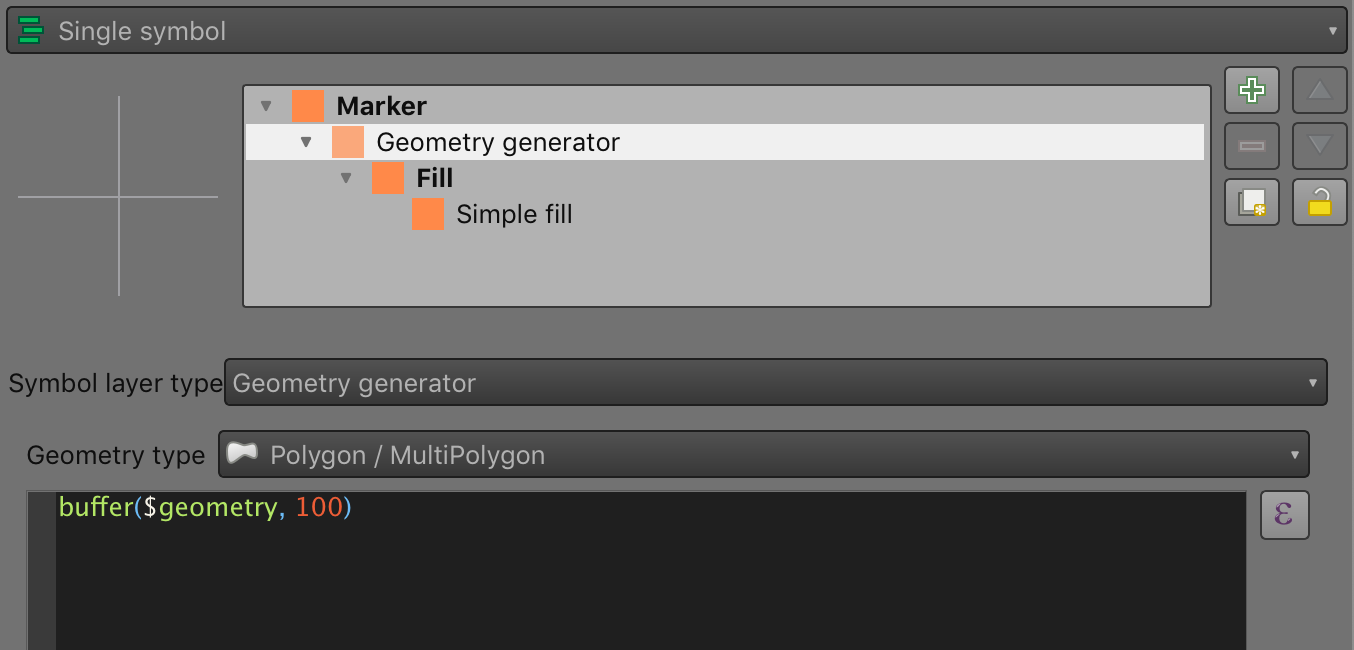 Single symbol
Marker
Geometry generator
Fill
Simple fill
Symbol layer type Geometry generator
Geometry type Polygon / MultiPolygon
buffer($geometry, 100)
ε